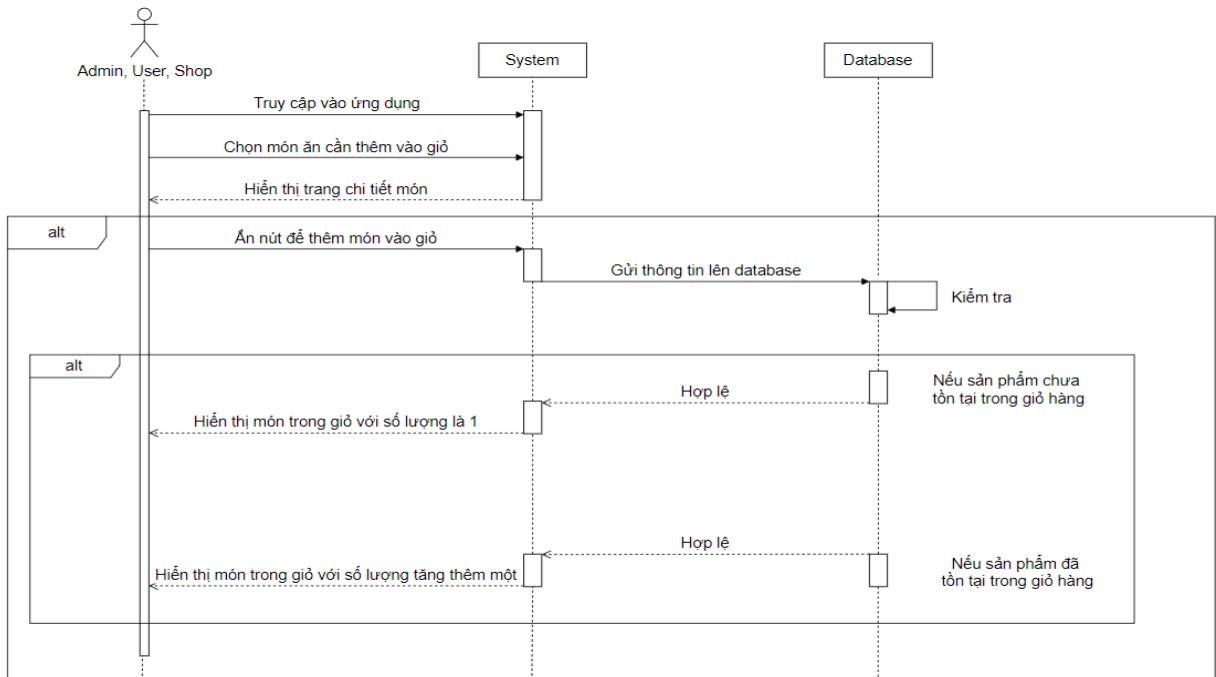 Admin, User, Shop
System
Database
Truy cập vào ứng dụng
Chọn món ăn cần thêm vào giỏ
Hiển thị trang chi tiết món
alt
Ấn nút để thêm món vào giỏ
Gửi thông tin lên database
Kiểm tra
alt
Nếu sản phẩm chưa
tồn tại trong giỏ hàng
Hợp lệ
Hiển thị món trong giỏ với số lượng là 1
Hợp lệ
Nếu sản phẩm đã
tồn tại trong giỏ hàng
Hiển thị món trong giỏ với số lượng tăng thêm một